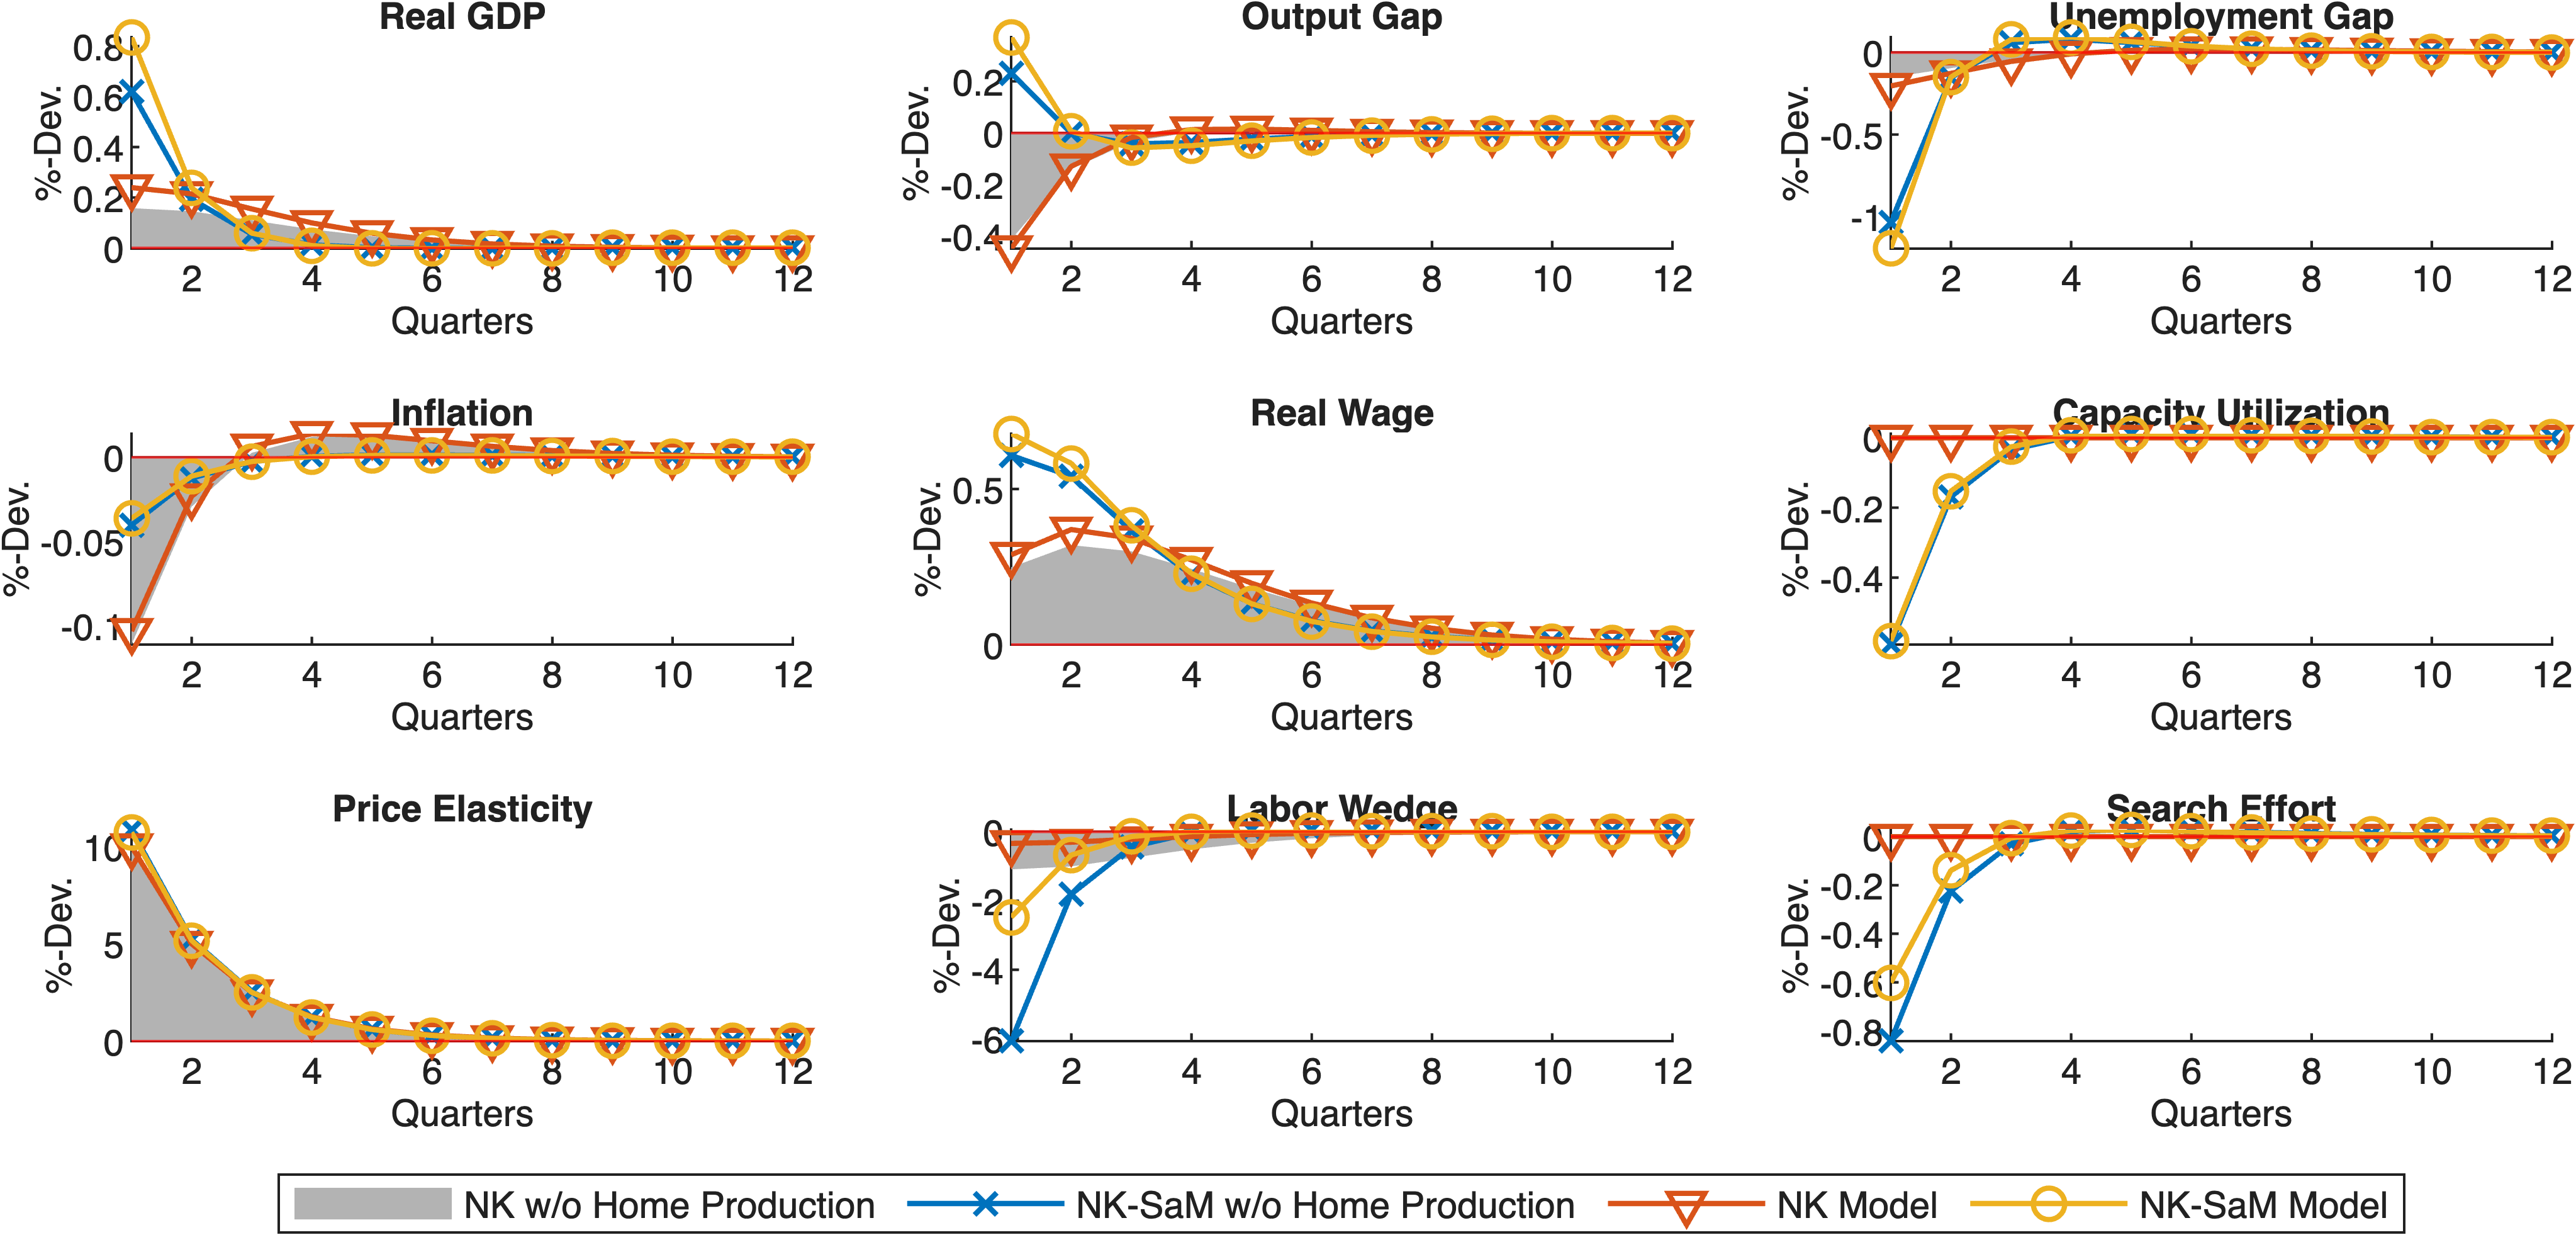 Real GDP
%-Dev.
0.8
0.6
0.4
0.2
0
2 4 6 8 10 12
Quarters
Output Gap
%-Dev.
0.2
0
-0.2
-0.4
2 4 6 8 10 12
Quarters
Unemployment Gap
%-Dev.
0
-0.5
-1
2 4 6 8 10 12
Quarters
Inflation
%-Dev.
0
-0.05
-0.1
2 4 6 8 10 12
Quarters
Real Wage
%-Dev.
0.5
0
2 4 6 8 10 12
Quarters
Capacity Utilization
%-Dev.
0
-0.2
-0.4
2 4 6 8 10 12
Quarters
Price Elasticity
%-Dev.
10
5
0
2 4 6 8 10 12
Quarters
Labor Wedge
%-Dev.
0
-2
-4
-6
2 4 6 8 10 12
Quarters
Search Effort
%-Dev.
0
-0.2
-0.4
-0.6
-0.8
2 4 6 8 10 12
Quarters
NK w/o Home Production NK-SaM w/o Home Production NK Model NK-SaM Model